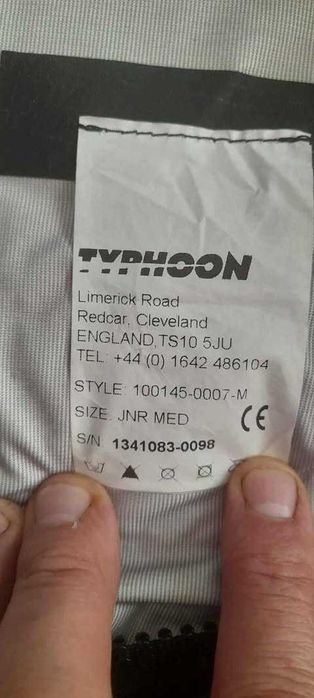 TYPHOON
Limerick Road
Redcar, Cleveland
ENGLAND,TS10 5JU
TEL: +44 (0) 1642 486104
STYLE: 100145-0007-M
SIZE: JNR MED CE
S/N 1341083-0098